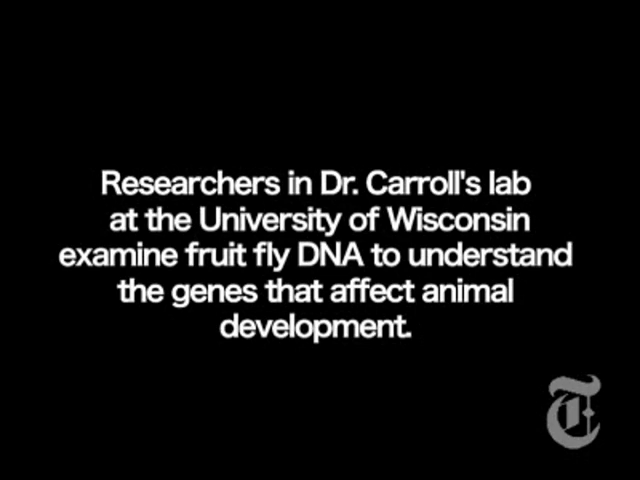 Researchers in Dr. Carroll's lab
at the University of Wisconsin
examine fruit fly DNA to understand
the genes that affect animal
development.
T